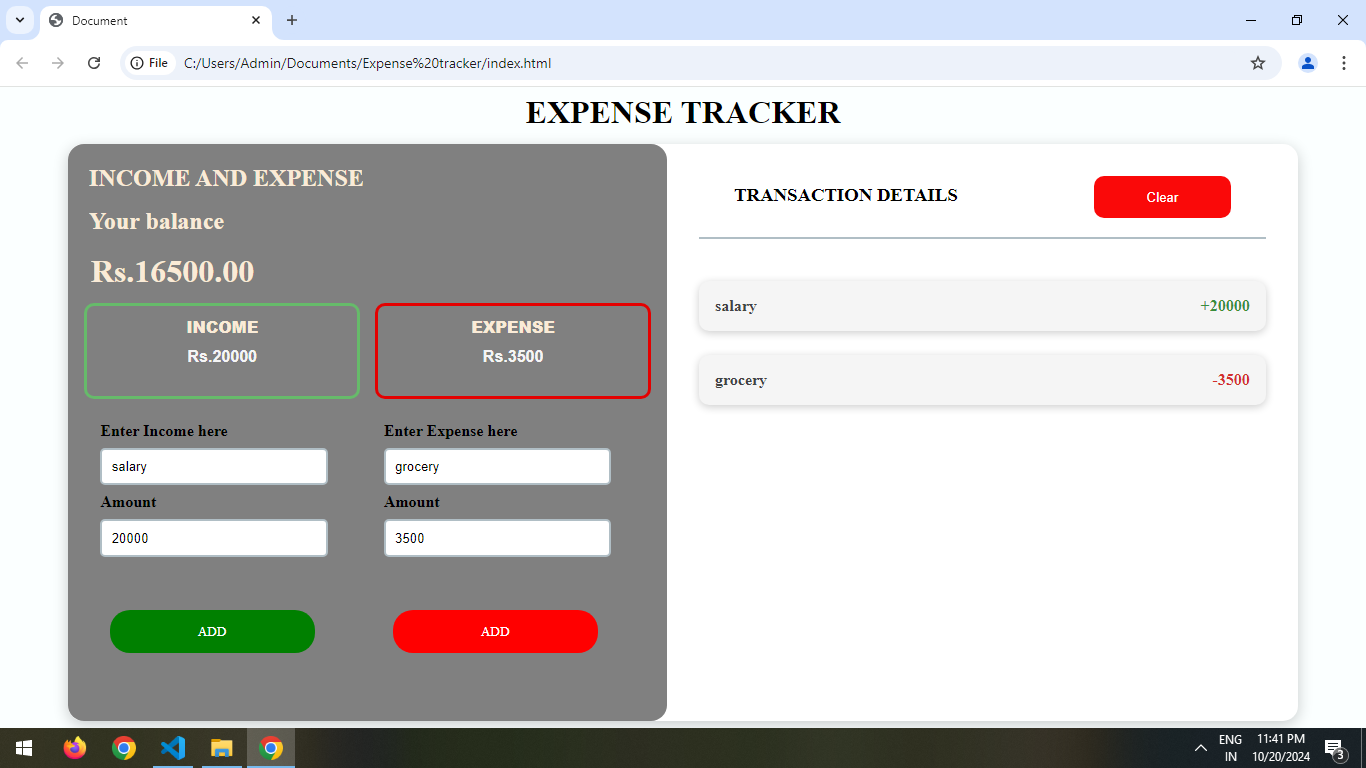 Document
File
C:/Users/Admin/Documents/Expense%20tracker/index.html
EXPENSE TRACKER
INCOME AND EXPENSE
Your balance
Rs.16500.00
INCOME
Rs.20000
EXPENSE
Rs.3500
Enter Income here
salary
Amount
20000
ADD
Enter Expense here
grocery
Amount
3500
ADD
TRANSACTION DETAILS
Clear
salary +20000
grocery -3500
ENG
IN
11:41 PM
10/20/2024
3